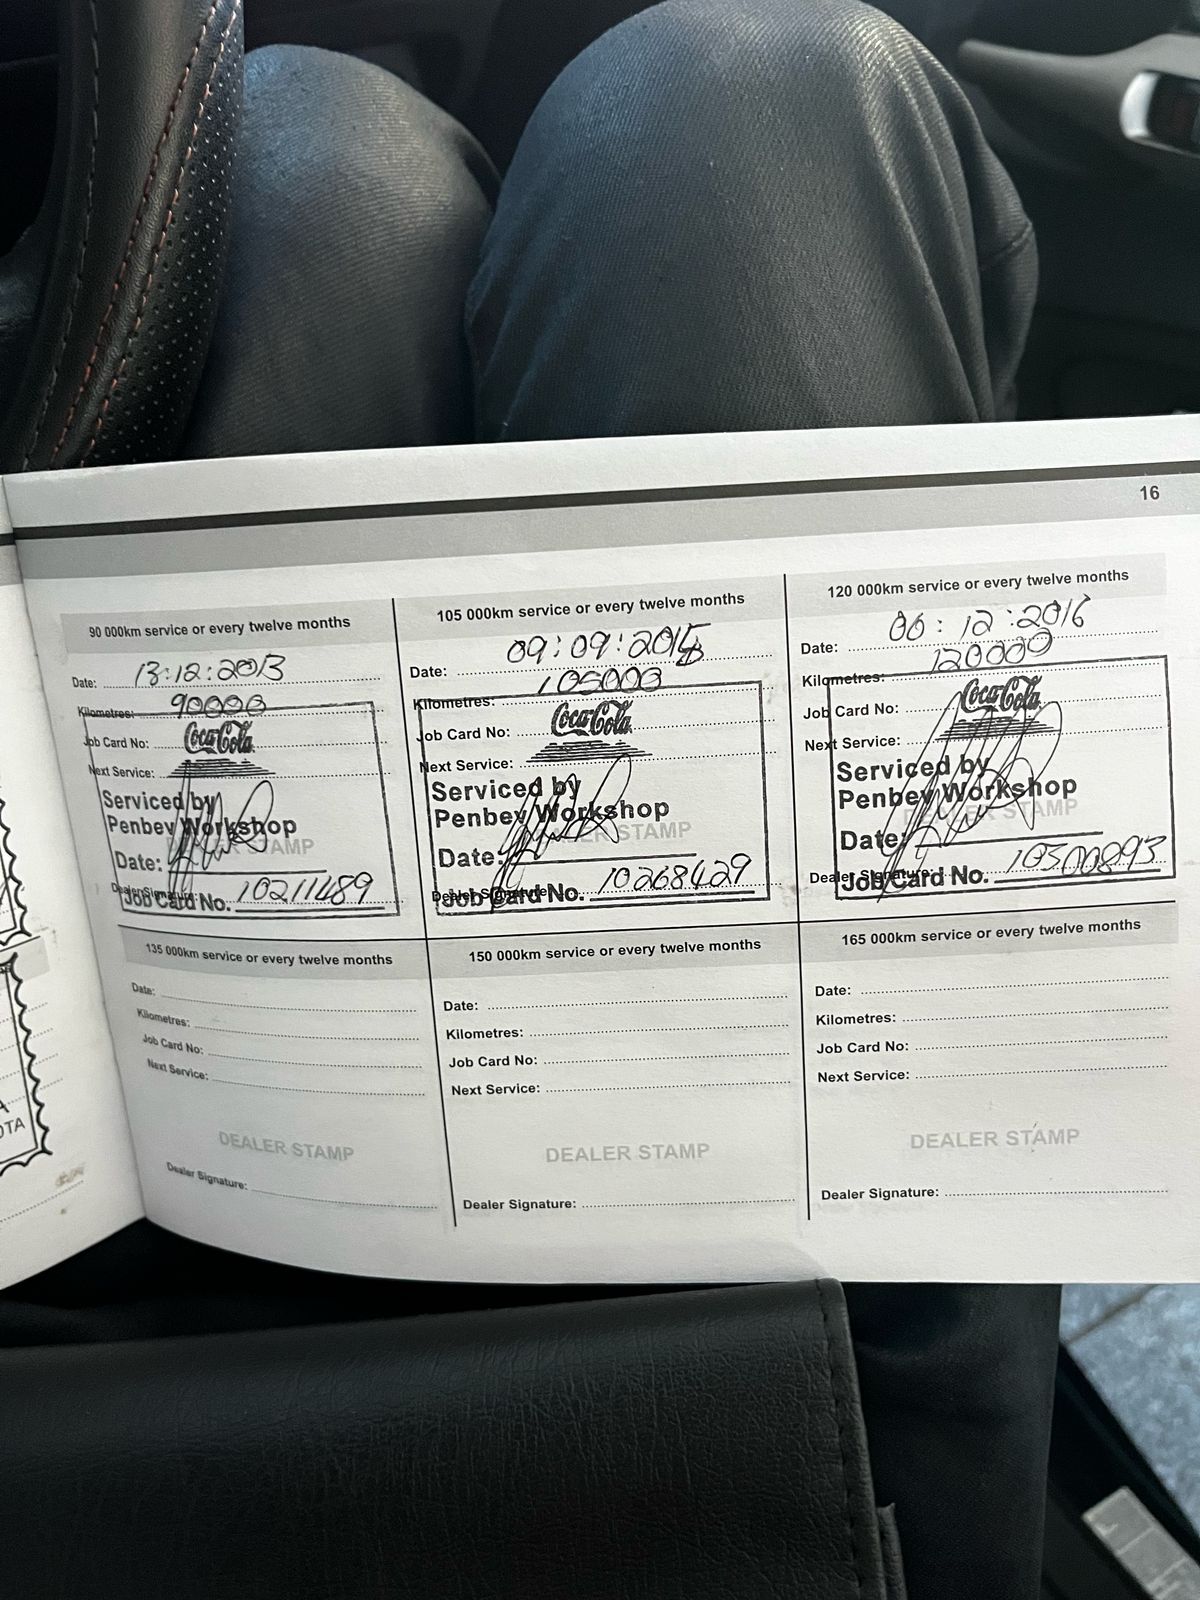 16
90 000km service or every twelve months
Date: 13:12:2013
Kilometres: 90000
Job Card No:
Coca-Cola
Next Service:
Serviced by
Penbev Workshop
DEALER STAMP
Date:
Dealer Signature:
Job Card No. 10211489
105 000km service or every twelve months
Date: 09:09:2015
Kilometres: 105000
Job Card No:
Coca-Cola
Next Service:
Serviced by
Penbev Workshop
DEALER STAMP
Date:
Dealer Signature:
Job Card No. 10268429
120 000km service or every twelve months
Date: 06:12:2016
Kilometres: 120000
Job Card No:
Coca-Cola
Next Service:
Serviced by
Penbev Workshop
DEALER STAMP
Date:
Dealer Signature:
Job Card No. 10300893
135 000km service or every twelve months
Date:
Kilometres:
Job Card No:
Next Service:
DEALER STAMP
Dealer Signature:
150 000km service or every twelve months
Date:
Kilometres:
Job Card No:
Next Service:
DEALER STAMP
Dealer Signature:
165 000km service or every twelve months
Date:
Kilometres:
Job Card No:
Next Service:
DEALER STAMP
Dealer Signature: